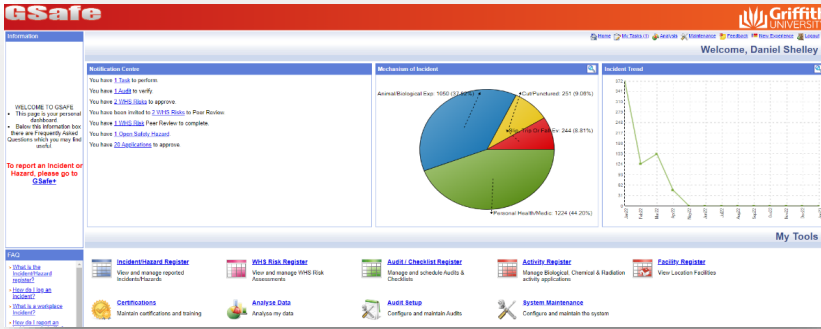 GSafe
Griffith
UNIVERSITY
Information
Home My Tasks (1) Analysis Maintenance Feedback New Experience Logout
Welcome, Daniel Shelley
WELCOME TO GSAFE
• This page is your personal dashboard
• Below this information box there are Frequently Asked Questions which you may find useful
To report an Incident or Hazard, please go to GSafe+
Notification Center
You have 1 Task to perform
You have 1 Audit to verify.
You have 2 WHS Risks to approve
You have been invited to 2 WHS Risks to Peer Review.
You have 1 WHS Risk Peer Review to complete.
You have 1 Open Safety Hazard.
You have 20 Applications to approve
Mechanism of Incident
Cut/Punctured: 251 (9.06%)
244 (8.81%)
Personal Health/Medic: 1224 (44.20%)
Incident Trend
372
341
My Tools
FAQ
› What is the Incident/Hazard register?
› How do I log an incident?
› What is a workplace Incident?
› How do I report an
Incident/Hazard Register
View and manage reported Incidents/Hazards
WHS Risk Register
View and manage WHS Risk Assessments
Audit / Checklist Register
Manage and schedule Audits & Checklists
Activity Register
Manage Biological, Chemical & Radiation activity applications
Facility Register
View Location Facilities
Certifications
Maintain certifications and training
Analyse Data
Analyse my data
Audit Setup
Configure and maintain Audits
System Maintenance
Configure and maintain the system